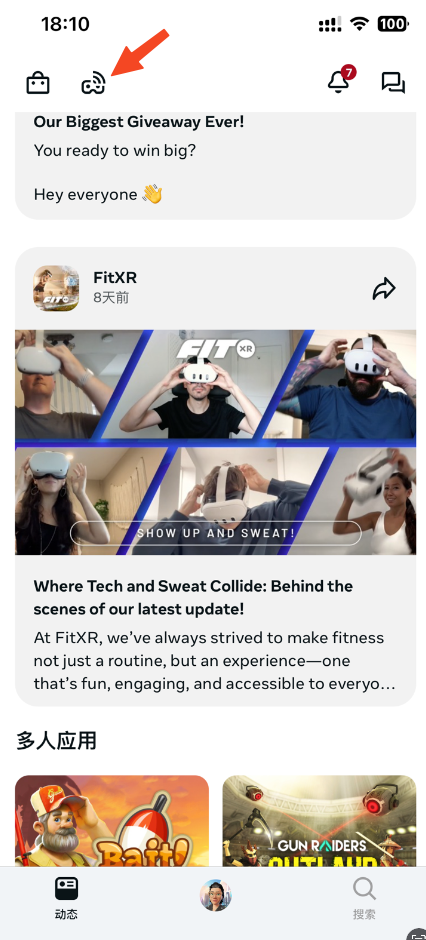 18:10
100
7
Our Biggest Giveaway Ever!
You ready to win big?
Hey everyone 👋
FitXR
8天前
FIT XR
SHOW UP AND SWEAT!
Where Tech and Sweat Collide: Behind the
scenes of our latest update!
At FitXR, we’ve always strived to make fitness
not just a routine, but an experience—one
that’s fun, engaging, and accessible to everyo…
多人应用
Bait!
GUN RAIDERS
OUTLAUD
动态
搜索